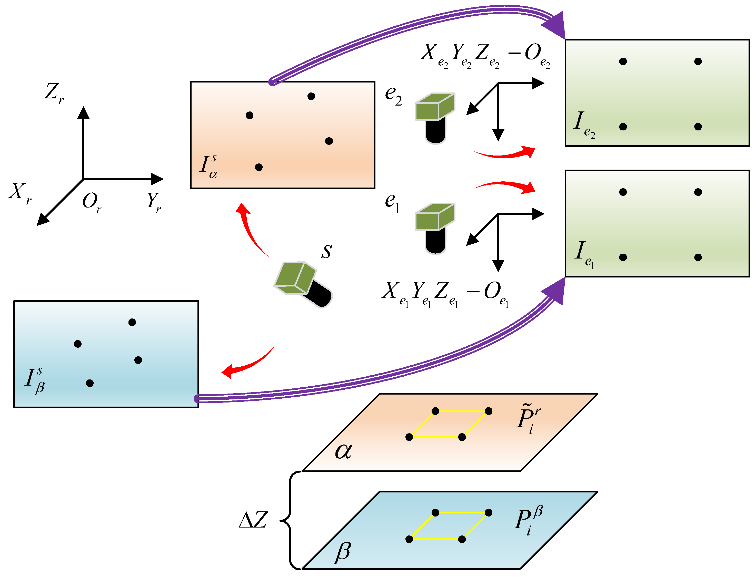 Z_r
X_r
O_r
Y_r
I_α^s
e_2
X_{e_2} Y_{e_2} Z_{e_2} − O_{e_2}
I_{e_2}
e_1
X_{e_1} Y_{e_1} Z_{e_1} − O_{e_1}
I_{e_1}
s
I_β^s
α
P̃_i^r
ΔZ
β
P_i^β